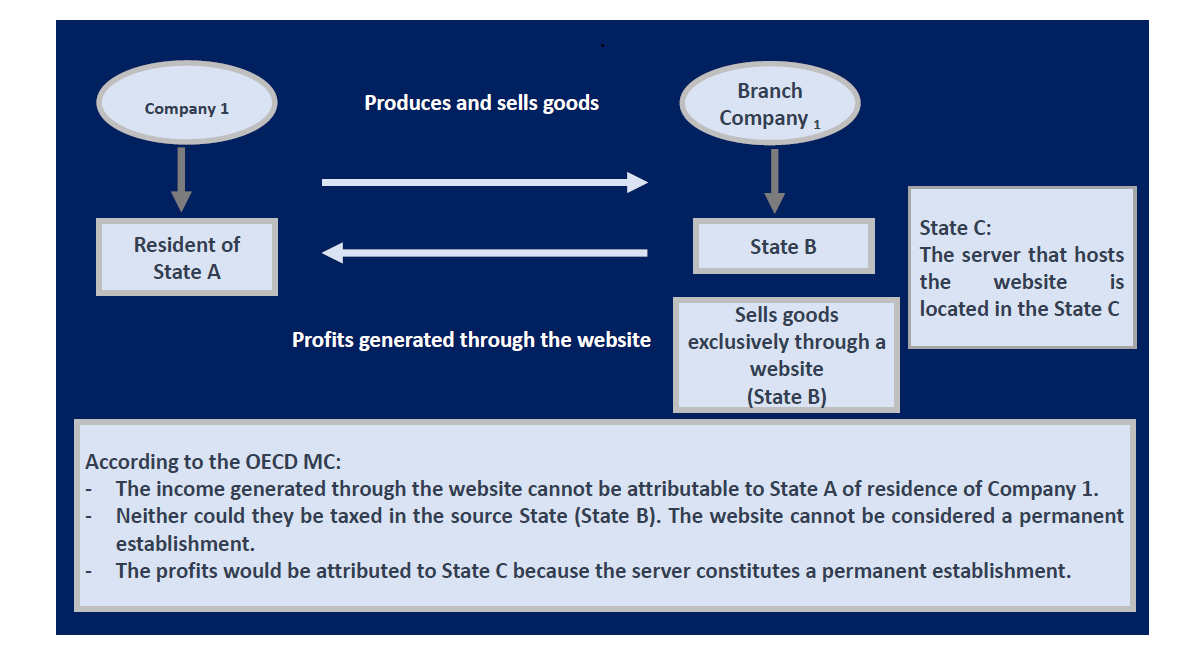 Company 1
Produces and sells goods
Branch
Company 1
Resident of
State A
State B
State C:
The server that hosts
the website is
located in the State C
Profits generated through the website
Sells goods
exclusively through a
website
(State B)
According to the OECD MC:
- The income generated through the website cannot be attributable to State A of residence of Company 1.
- Neither could they be taxed in the source State (State B). The website cannot be considered a permanent
establishment.
- The profits would be attributed to State C because the server constitutes a permanent establishment.